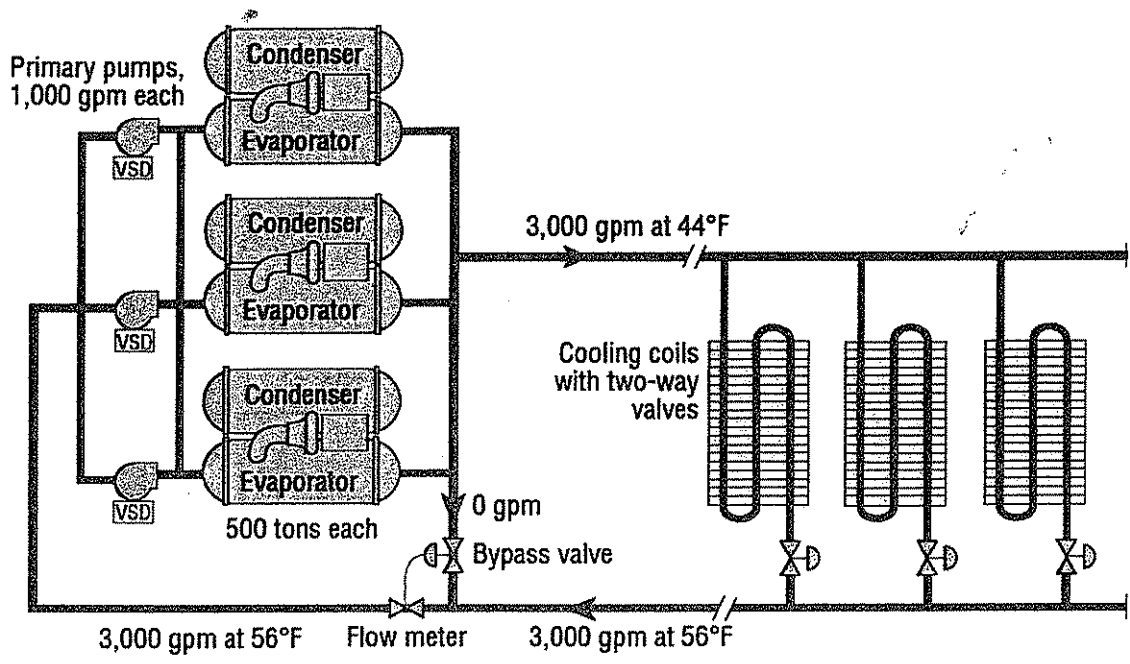 Primary pumps,
1,000 gpm each
Condenser
Evaporator
VSD
Condenser
Evaporator
VSD
Condenser
Evaporator
VSD
500 tons each
3,000 gpm at 44°F
Cooling coils
with two-way
valves
0 gpm
Bypass valve
3,000 gpm at 56°F
Flow meter
3,000 gpm at 56°F